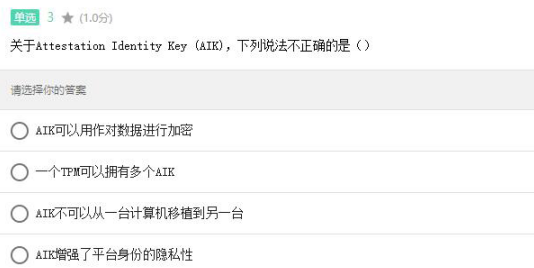 单选 3 ★ (1.0分)
关于Attestation Identity Key (AIK)，下列说法不正确的是（）
请选择你的答案
AIK可以用作对数据进行加密
一个TPM可以拥有多个AIK
AIK不可以从一台计算机移植到另一台
AIK增强了平台身份的隐私性